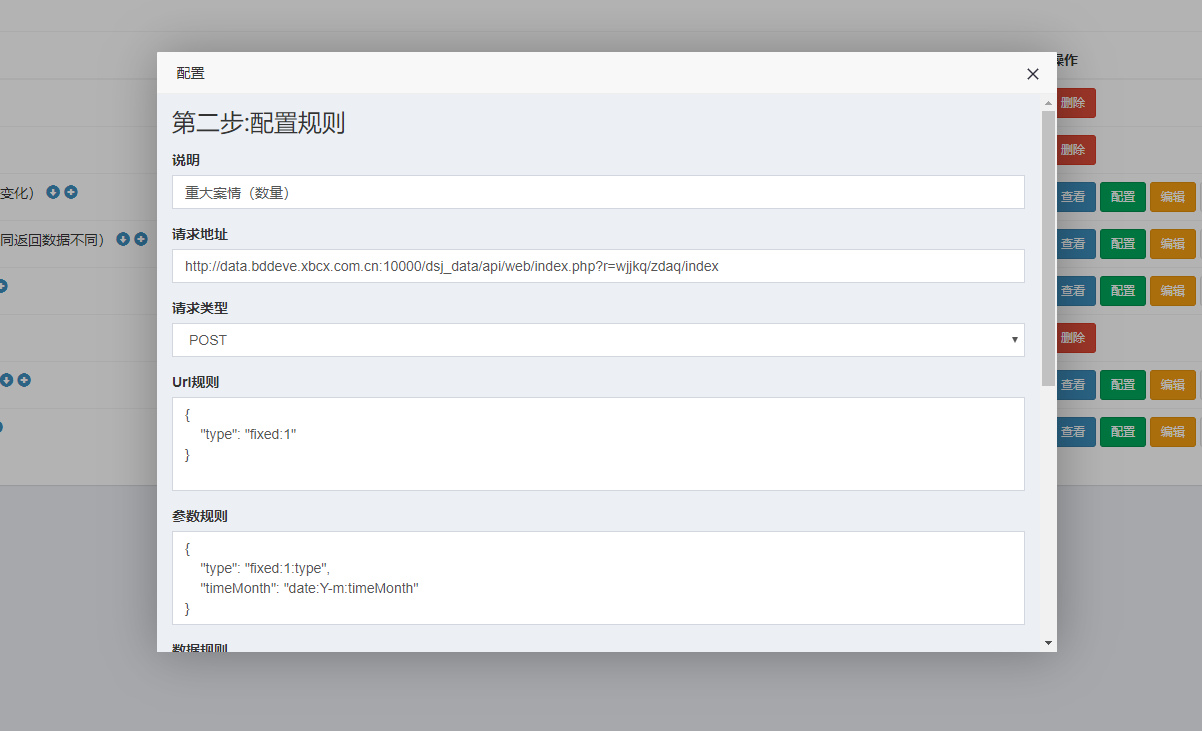 配置
操作
第二步:配置规则
删除
说明
重大案情（数量）
删除
变化）
查看 配置 编辑
请求地址
同返回数据不同）
查看 配置 编辑
http://data.bddeve.xbcx.com.cn:10000/dsj_data/api/web/index.php?r=wjjkq/zdaq/index
查看 配置 编辑
请求类型
POST
删除
Url规则
查看 配置 编辑
{
"type": "fixed:1"
}
查看 配置 编辑
参数规则
{
"type": "fixed:1:type",
"timeMonth": "date:Y-m:timeMonth"
}
数据规则